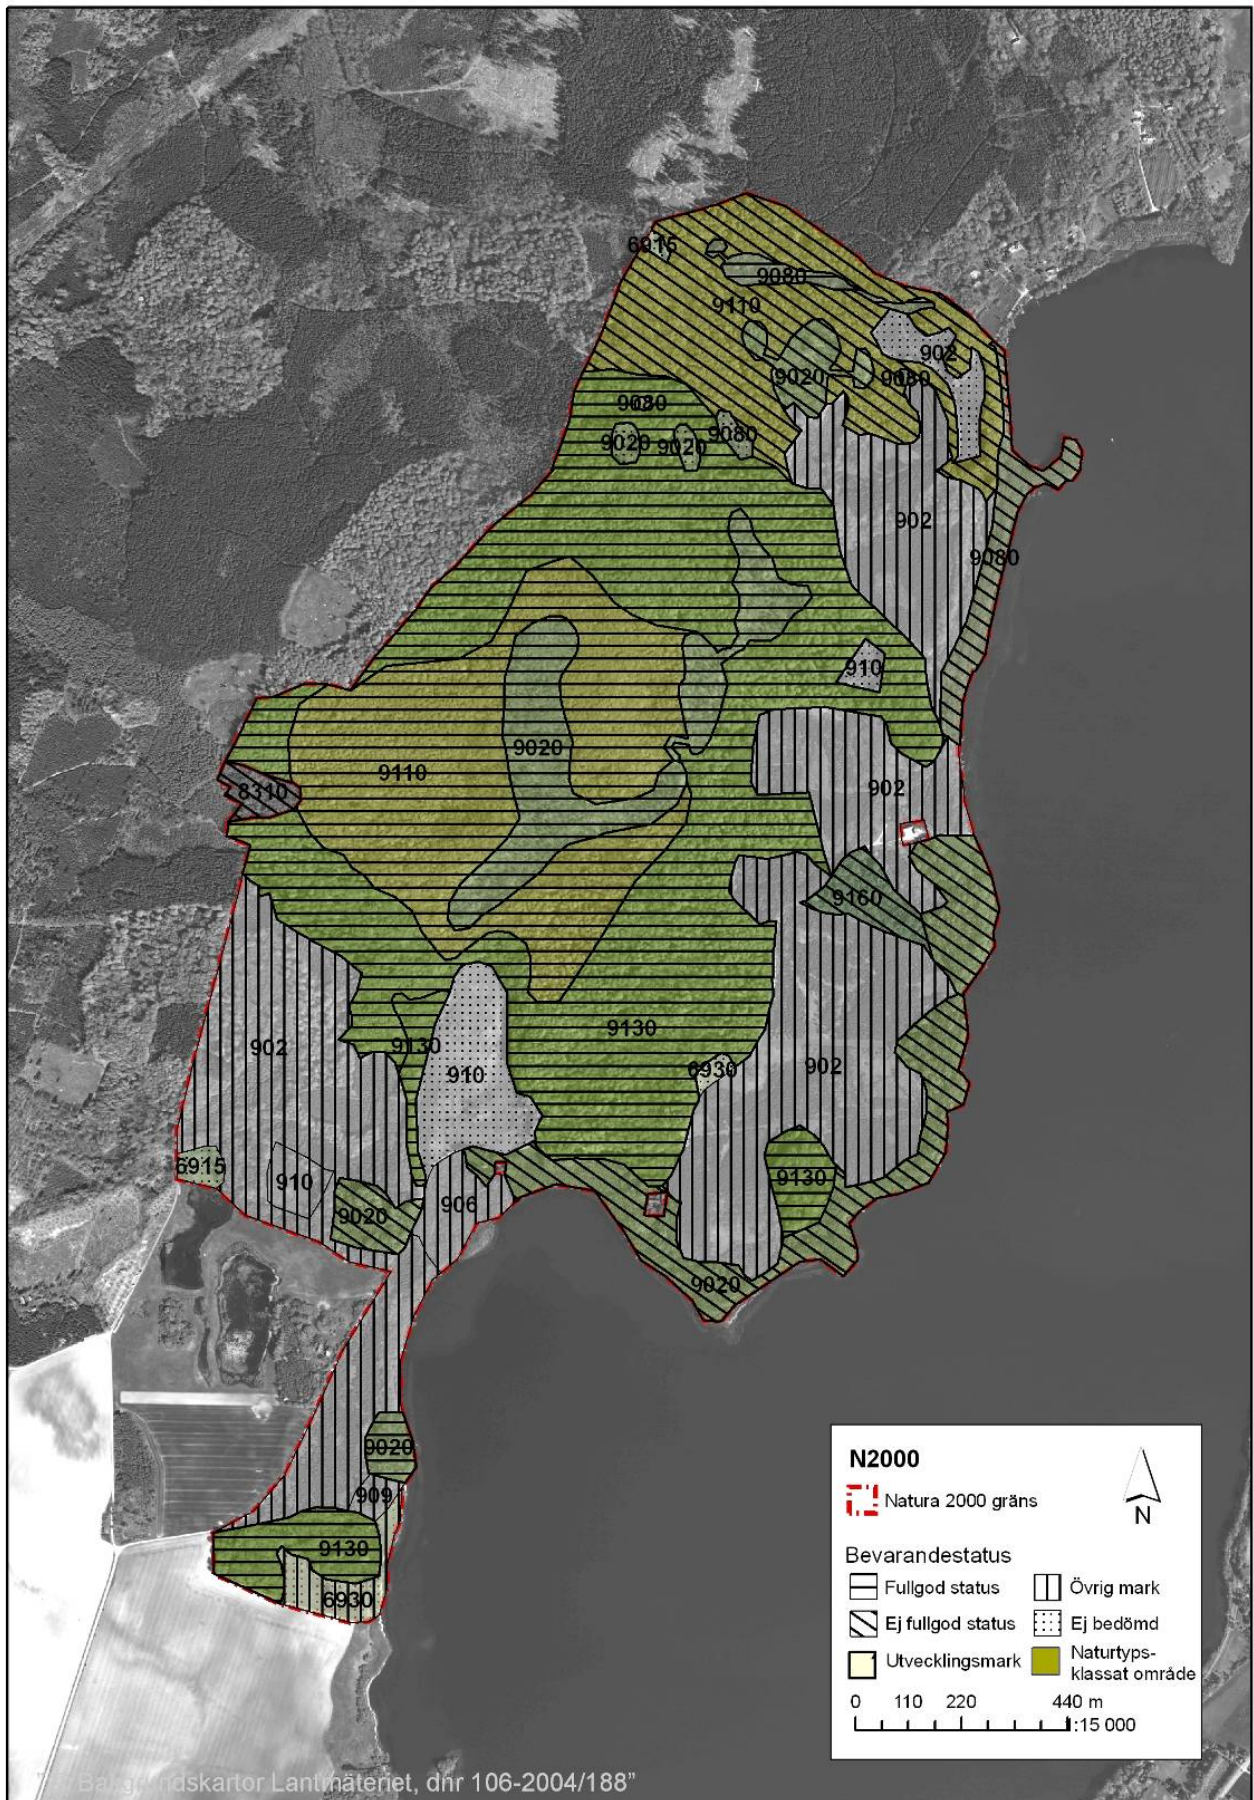 6915
9080
9110
902
9020
9080
9080
9020
9020
9080
902
9080
910
9020
9110
902
8310
9160
9130
902
9130
910
6930
902
6915
910
9020
906
9130
9020
9020
909
9130
6930
N2000
Natura 2000 gräns
N
Bevarandestatus
Fullgod status
Övrig mark
Ej fullgod status
Ej bedömd
Utvecklingsmark
Naturtyps-
klassat område
0 110 220 440 m
1:15 000
Lantmäteriet, dnr 106-2004/188"